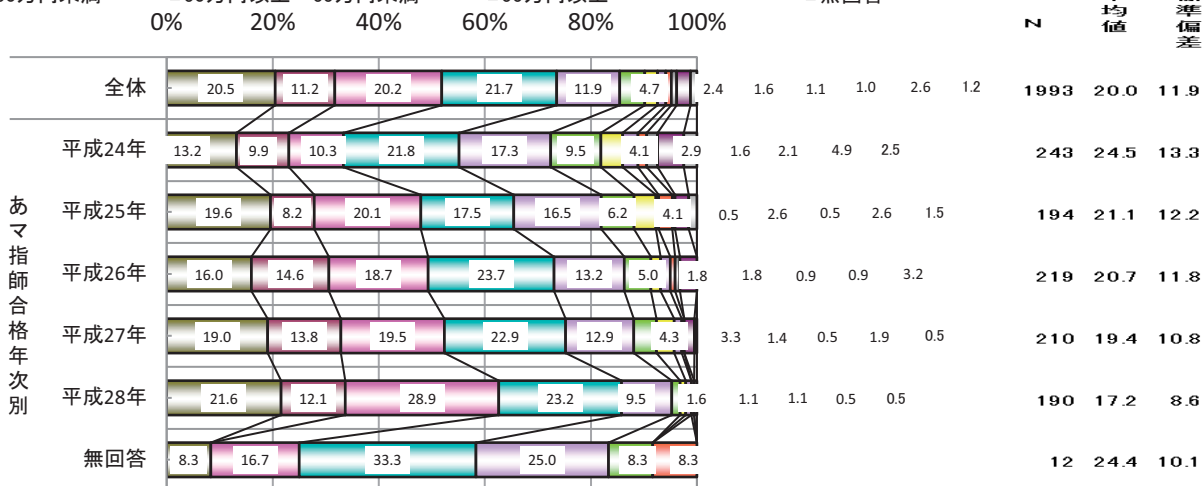 0% 20% 40% 60% 80% 100%
N 均値 準偏差
全体 20.5 11.2 20.2 21.7 11.9 4.7 2.4 1.6 1.1 1.0 2.6 1.2 1993 20.0 11.9
平成24年 13.2 9.9 10.3 21.8 17.3 9.5 4.1 2.9 1.6 2.1 4.9 2.5 243 24.5 13.3
平成25年 19.6 8.2 20.1 17.5 16.5 6.2 4.1 0.5 2.6 0.5 2.6 1.5 194 21.1 12.2
平成26年 16.0 14.6 18.7 23.7 13.2 5.0 1.8 1.8 0.9 0.9 3.2 219 20.7 11.8
平成27年 19.0 13.8 19.5 22.9 12.9 4.3 3.3 1.4 0.5 1.9 0.5 210 19.4 10.8
平成28年 21.6 12.1 28.9 23.2 9.5 1.6 1.1 1.1 0.5 0.5 190 17.2 8.6
無回答 8.3 16.7 33.3 25.0 8.3 8.3 12 24.4 10.1
あマ指師合格年次別